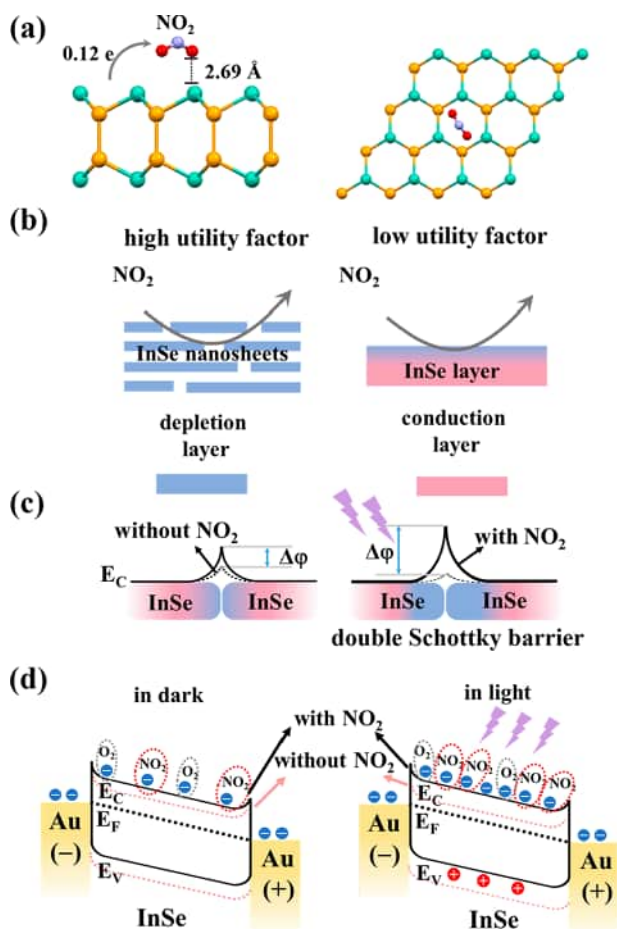 (a)
NO2
0.12 e
2.69 Å
(b)
high utility factor
low utility factor
NO2
NO2
InSe nanosheets
InSe layer
depletion
layer
conduction
layer
(c)
without NO2
Δφ
EC
InSe
InSe
Δφ
with NO2
InSe
InSe
double Schottky barrier
(d)
in dark
in light
with NO2
without NO2
O2
NO2
O2
NO2
EC
EF
EV
Au
(−)
Au
(+)
InSe
O2
NO
NO
O2
NO
NO
EC
EF
EV
Au
(−)
Au
(+)
InSe